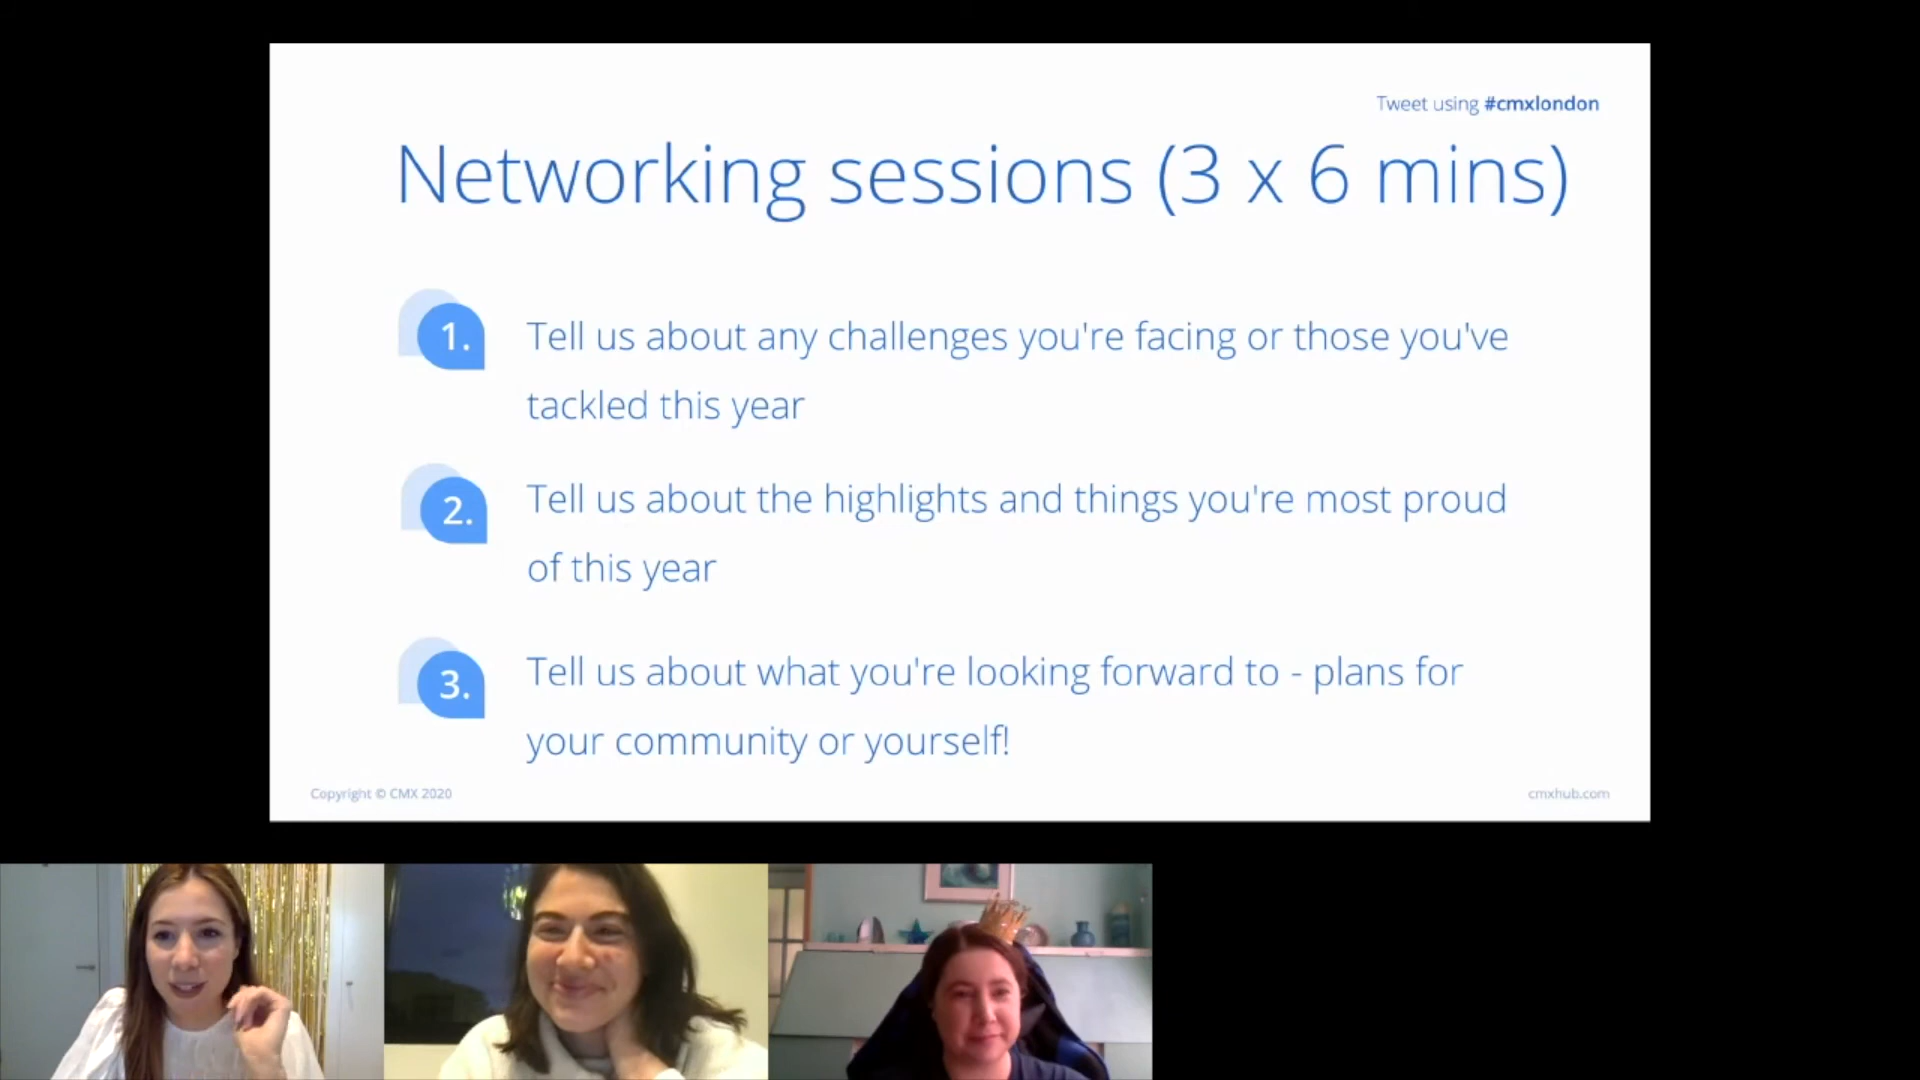 Tweet using #cmxlondon
Networking sessions (3 x 6 mins)
1.
Tell us about any challenges you're facing or those you've
tackled this year
2.
Tell us about the highlights and things you're most proud
of this year
3.
Tell us about what you're looking forward to - plans for
your community or yourself!
Copyright © CMX 2020
cmxhub.com